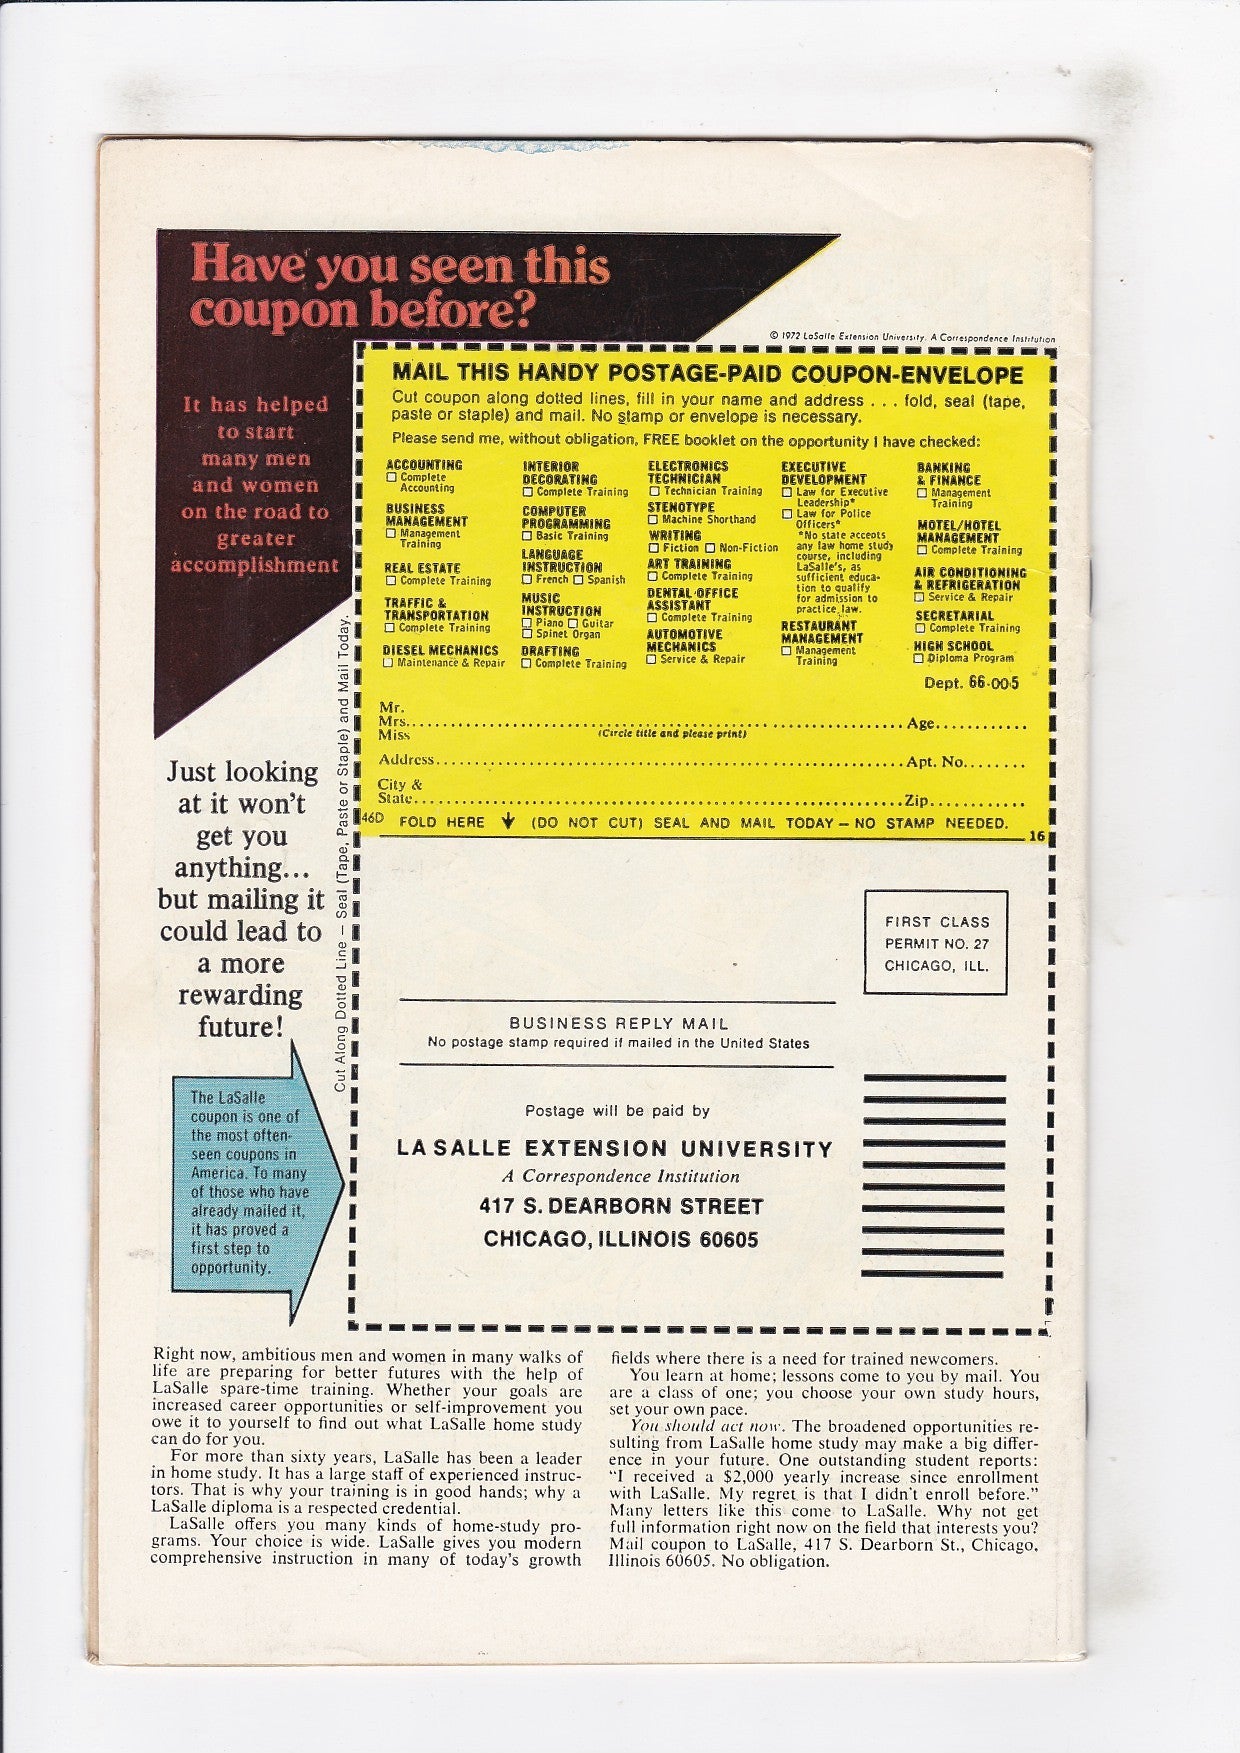 Have you seen this
coupon before?
It has helped
to start
many men
and women
on the road to
greater
accomplishment
Just looking
at it won't
get you
anything...
but mailing it
could lead to
a more
rewarding
future!
The LaSalle
coupon is one of
the most often-
seen coupons in
America. To many
of those who have
already mailed it,
it has proved a
first step to
opportunity.
Cut Along Dotted Line – Seal (Tape, Paste or Staple) and Mail Today.
© 1972 LaSalle Extension University. A Correspondence Institution
MAIL THIS HANDY POSTAGE-PAID COUPON-ENVELOPE
Cut coupon along dotted lines, fill in your name and address . . . fold, seal (tape,
paste or staple) and mail. No stamp or envelope is necessary.
Please send me, without obligation, FREE booklet on the opportunity I have checked:
ACCOUNTING
☐ Complete
Accounting
BUSINESS
MANAGEMENT
☐ Management
Training
REAL ESTATE
☐ Complete Training
TRAFFIC &
TRANSPORTATION
☐ Complete Training
DIESEL MECHANICS
☐ Maintenance & Repair
INTERIOR
DECORATING
☐ Complete Training
COMPUTER
PROGRAMMING
☐ Basic Training
LANGUAGE
INSTRUCTION
☐ French ☐ Spanish
MUSIC
INSTRUCTION
☐ Piano ☐ Guitar
☐ Spinet Organ
DRAFTING
☐ Complete Training
ELECTRONICS
TECHNICIAN
☐ Technician Training
STENOTYPE
☐ Machine Shorthand
WRITING
☐ Fiction ☐ Non-Fiction
ART TRAINING
☐ Complete Training
DENTAL OFFICE
ASSISTANT
☐ Complete Training
AUTOMOTIVE
MECHANICS
☐ Service & Repair
EXECUTIVE
DEVELOPMENT
☐ Law for Executive
Leadership*
☐ Law for Police
Officers*
*No state accepts
any law home study
course, including
LaSalle's, as
sufficient educa-
tion to qualify
for admission to
practice law.
RESTAURANT
MANAGEMENT
☐ Management
Training
BANKING
& FINANCE
☐ Management
Training
MOTEL/HOTEL
MANAGEMENT
☐ Complete Training
AIR CONDITIONING
& REFRIGERATION
☐ Service & Repair
SECRETARIAL
☐ Complete Training
HIGH SCHOOL
☐ Diploma Program
Dept. 66-005
Mr.
Mrs. Age
Miss (Circle title and please print)
Address Apt. No.
City &
State Zip
46D FOLD HERE ↓ (DO NOT CUT) SEAL AND MAIL TODAY – NO STAMP NEEDED.
16
FIRST CLASS
PERMIT NO. 27
CHICAGO, ILL.
BUSINESS REPLY MAIL
No postage stamp required if mailed in the United States
Postage will be paid by
LA SALLE EXTENSION UNIVERSITY
A Correspondence Institution
417 S. DEARBORN STREET
CHICAGO, ILLINOIS 60605
Right now, ambitious men and women in many walks of
life are preparing for better futures with the help of
LaSalle spare-time training. Whether your goals are
increased career opportunities or self-improvement you
owe it to yourself to find out what LaSalle home study
can do for you.
For more than sixty years, LaSalle has been a leader
in home study. It has a large staff of experienced instruc-
tors. That is why your training is in good hands; why a
LaSalle diploma is a respected credential.
LaSalle offers you many kinds of home-study pro-
grams. Your choice is wide. LaSalle gives you modern
comprehensive instruction in many of today's growth
fields where there is a need for trained newcomers.
You learn at home; lessons come to you by mail. You
are a class of one; you choose your own study hours,
set your own pace.
You should act now. The broadened opportunities re-
sulting from LaSalle home study may make a big differ-
ence in your future. One outstanding student reports:
"I received a $2,000 yearly increase since enrollment
with LaSalle. My regret is that I didn't enroll before."
Many letters like this come to LaSalle. Why not get
full information right now on the field that interests you?
Mail coupon to LaSalle, 417 S. Dearborn St., Chicago,
Illinois 60605. No obligation.